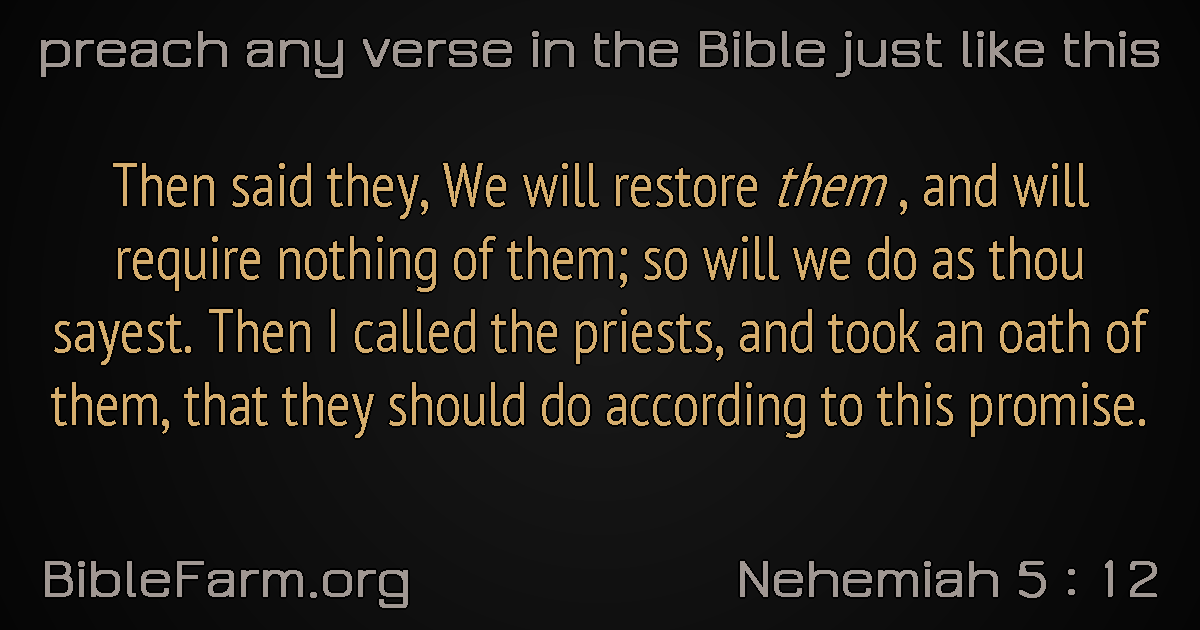 preach any verse in the Bible just like this
Then said they, We will restore them , and will
require nothing of them; so will we do as thou
sayest. Then I called the priests, and took an oath of
them, that they should do according to this promise.
BibleFarm.org
Nehemiah 5 : 12